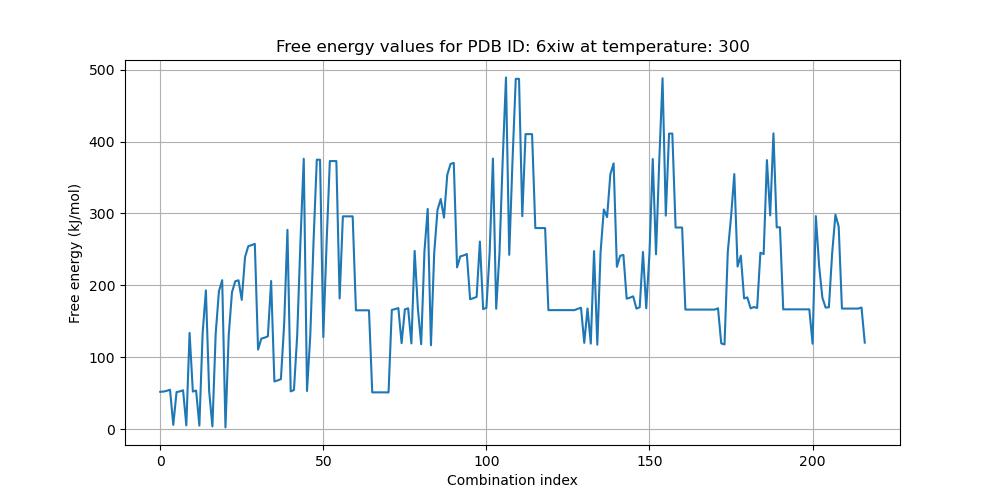 Free energy values for PDB ID: 6xiw at temperature: 300
500
400
300
200
100
0
Free energy (kJ/mol)
0 50 100 150 200
Combination index